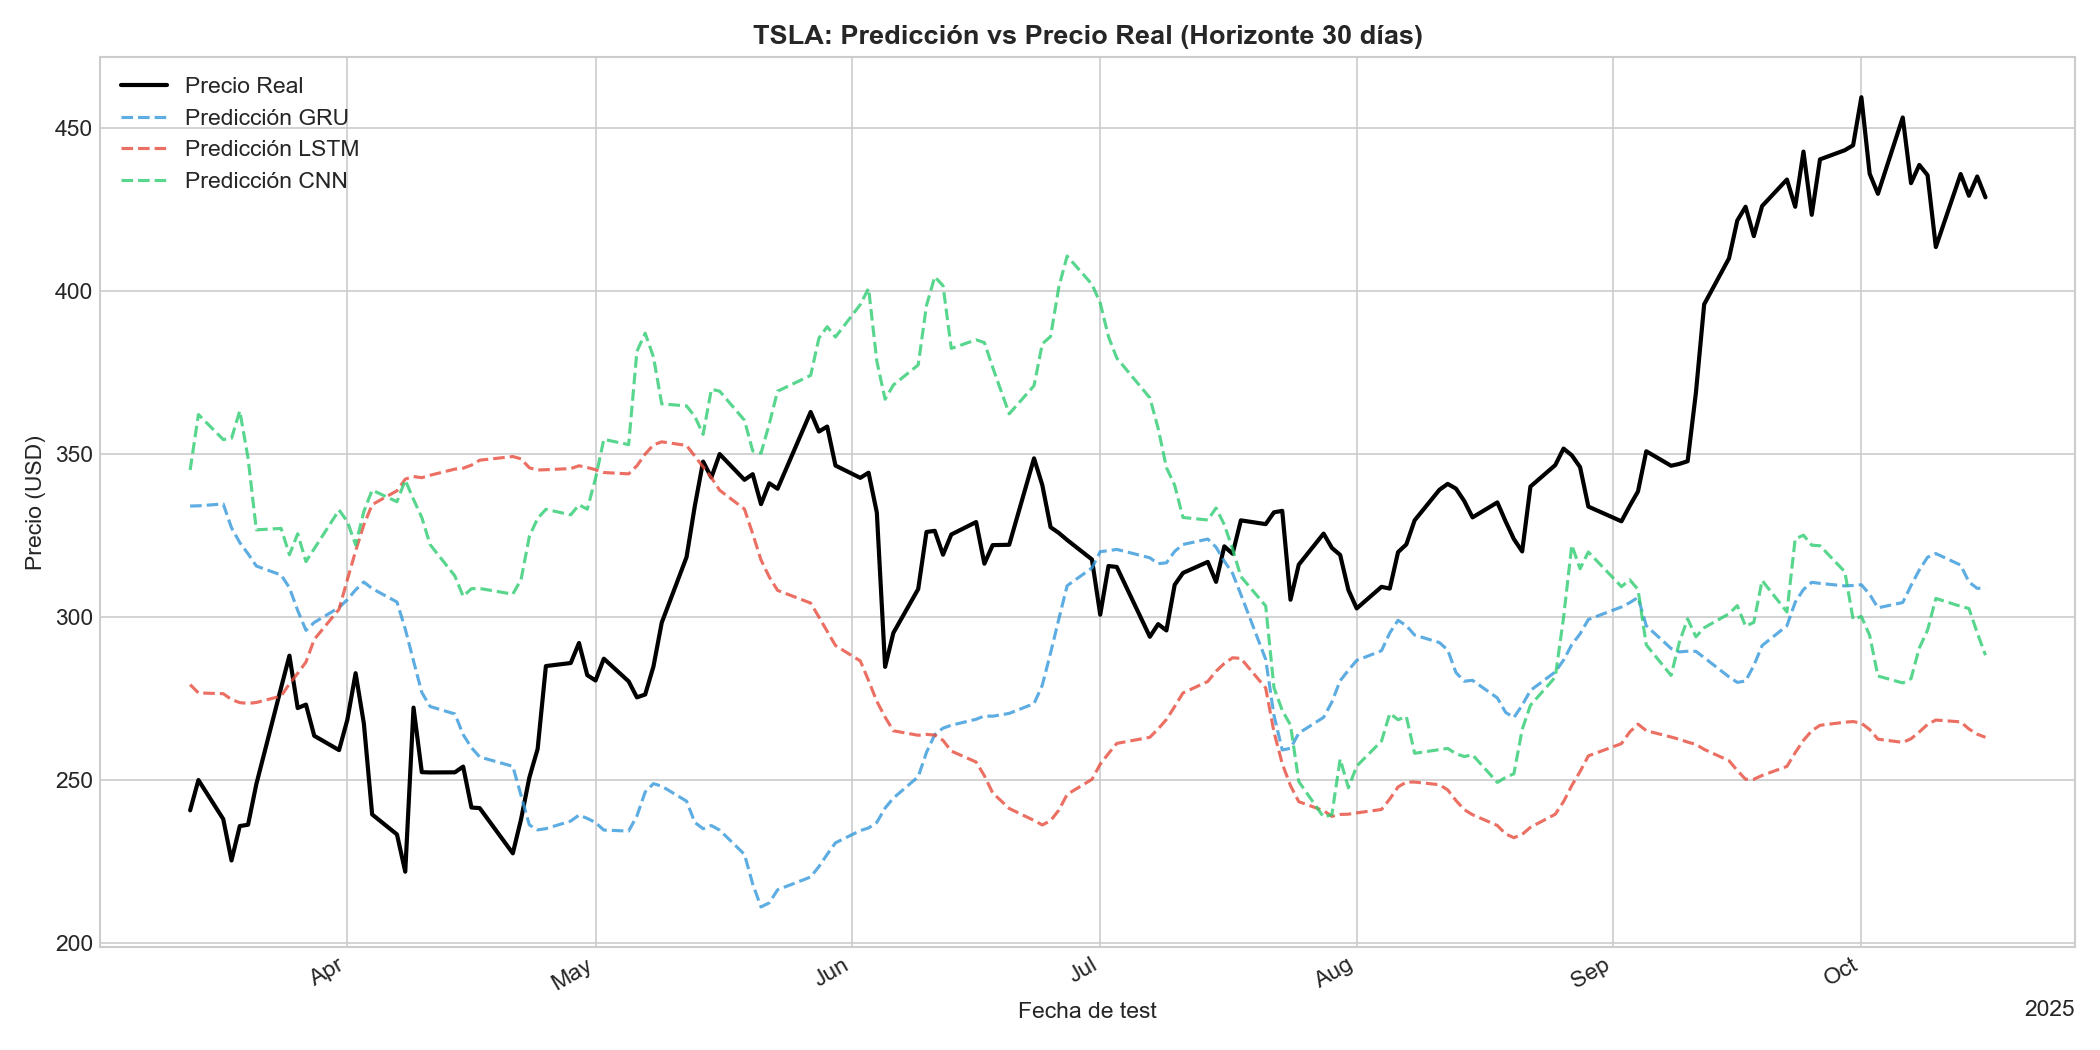 TSLA: Predicción vs Precio Real (Horizonte 30 días)
Precio Real
Predicción GRU
Predicción LSTM
Predicción CNN
Precio (USD)
450
400
350
300
250
200
Apr
May
Jun
Jul
Aug
Sep
Oct
Fecha de test
2025